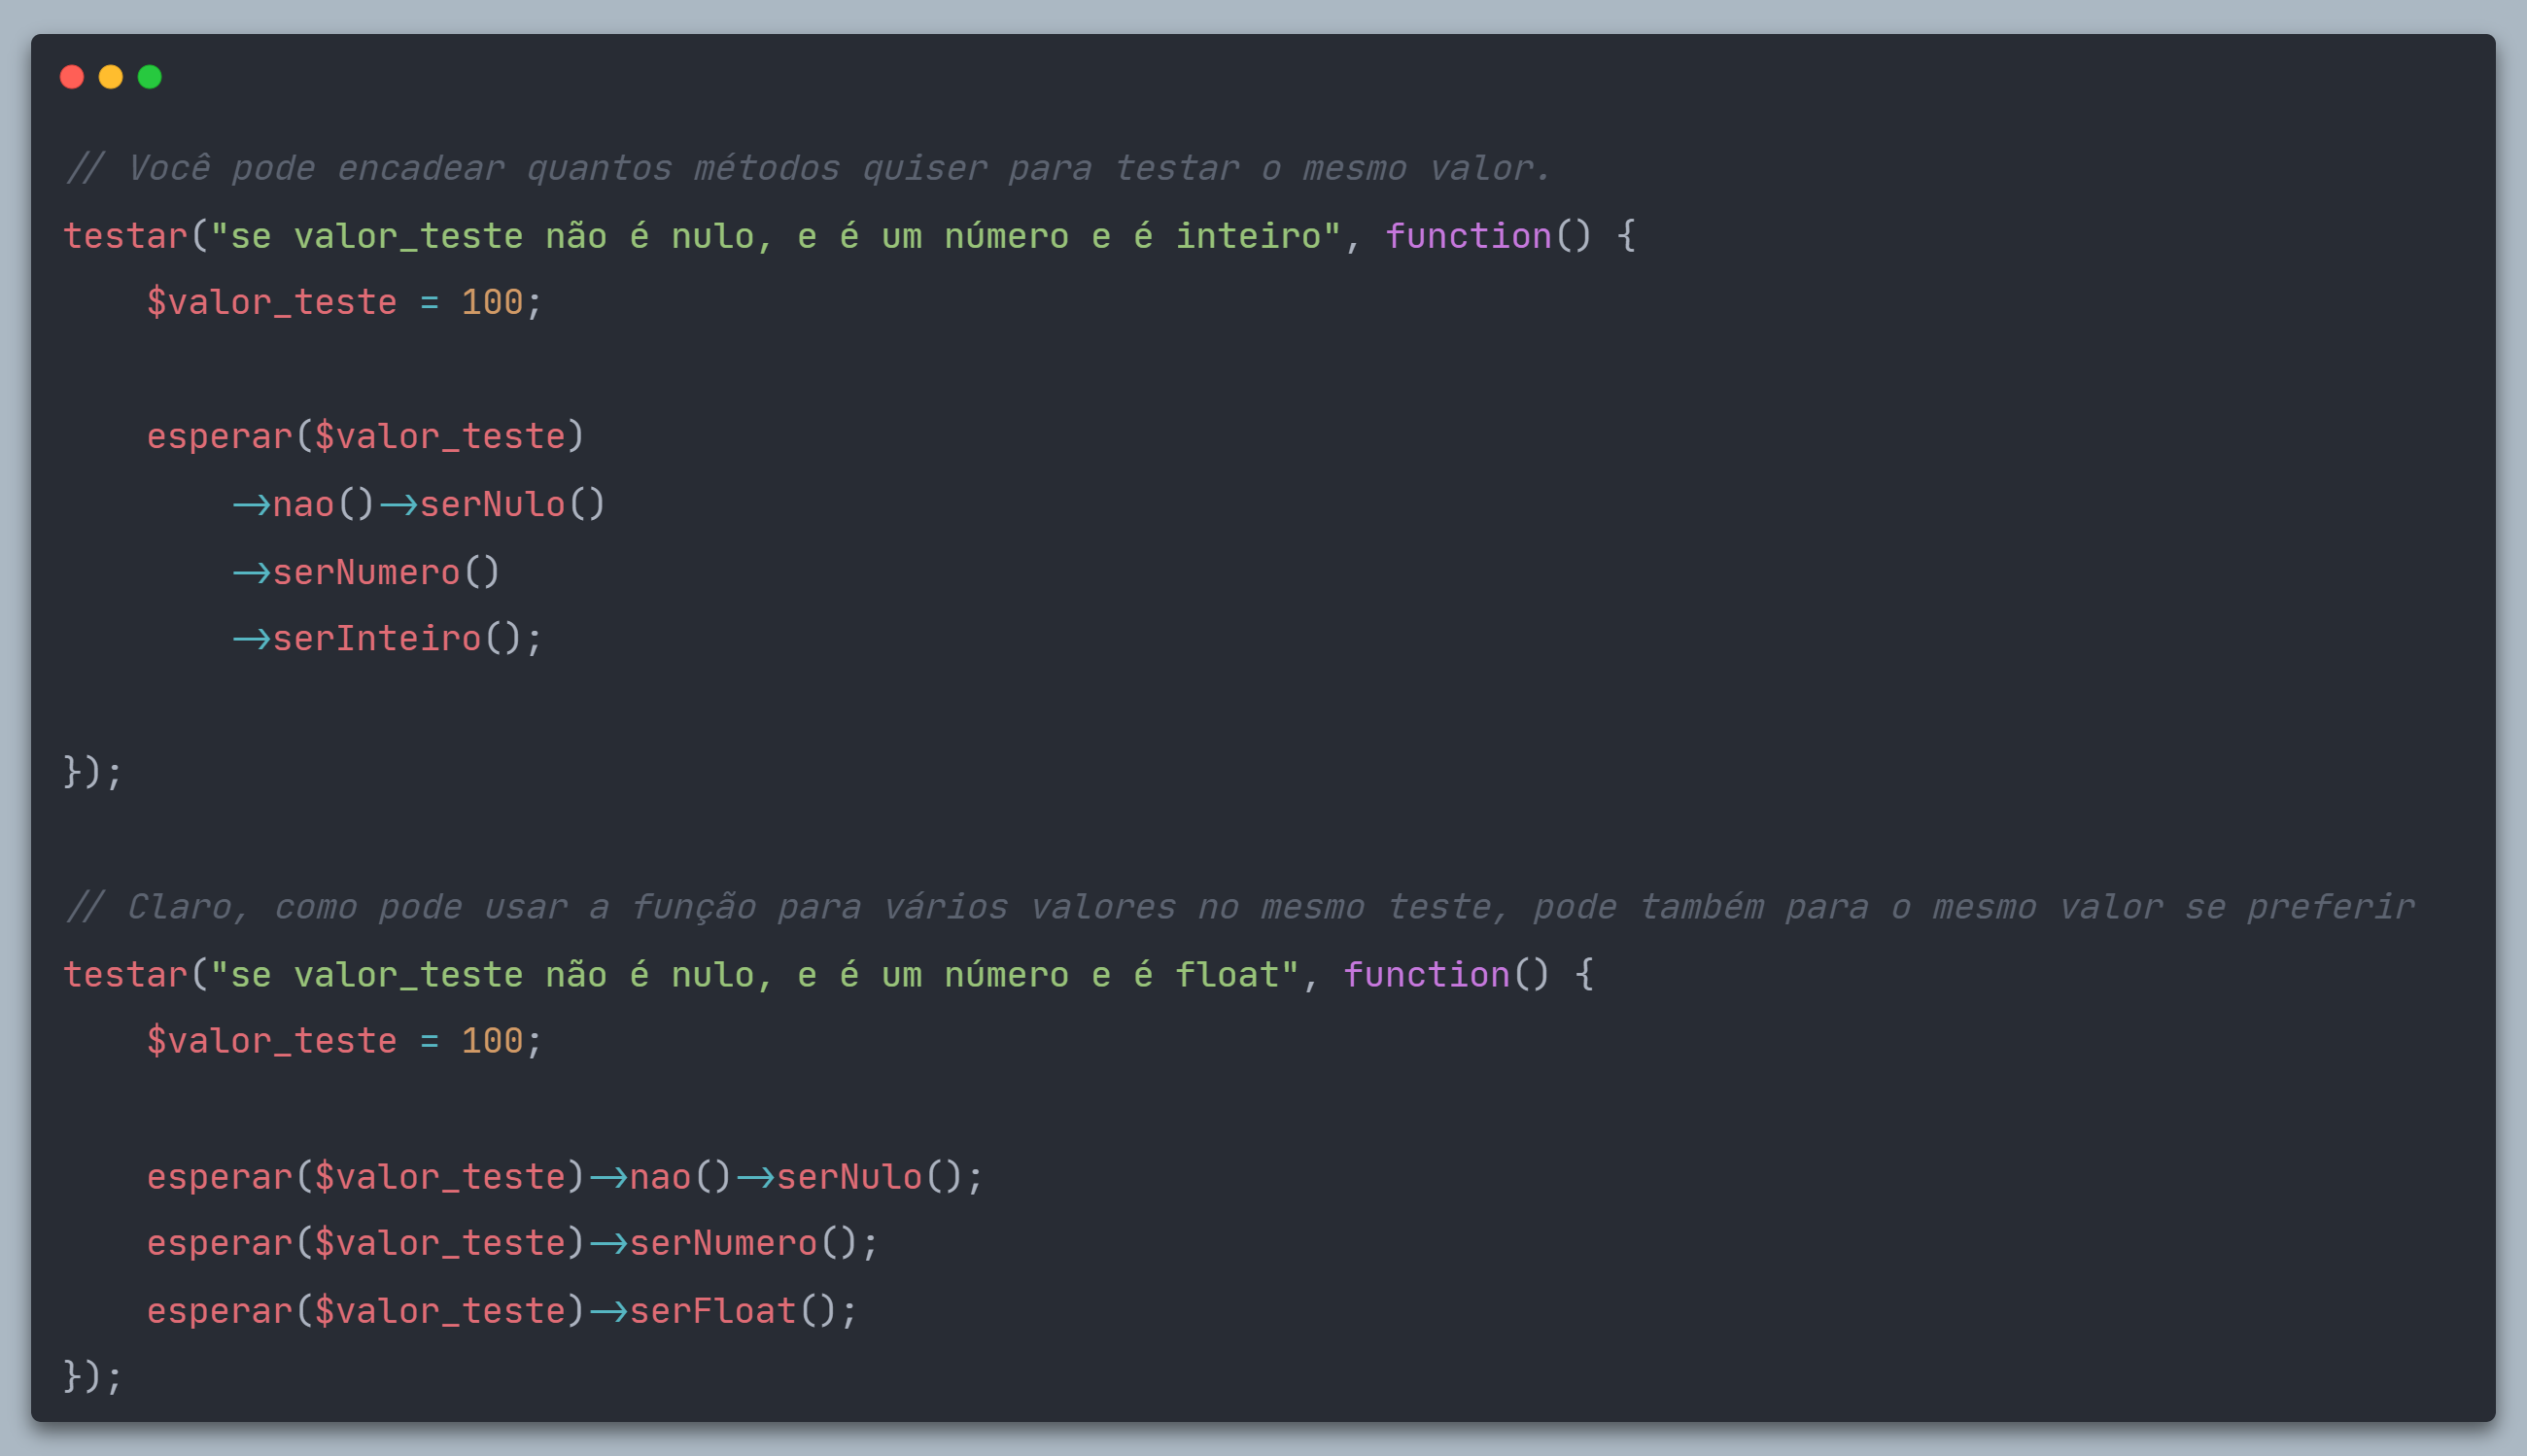 // Você pode encadear quantos métodos quiser para testar o mesmo valor.
testar("se valor_teste não é nulo, e é um número e é inteiro", function() {
    $valor_teste = 100;
    esperar($valor_teste)
        ->nao()->serNulo()
        ->serNumero()
        ->serInteiro();
});
// Claro, como pode usar a função para vários valores no mesmo teste, pode também para o mesmo valor se preferir
testar("se valor_teste não é nulo, e é um número e é float", function() {
    $valor_teste = 100;
    esperar($valor_teste)->nao()->serNulo();
    esperar($valor_teste)->serNumero();
    esperar($valor_teste)->serFloat();
});